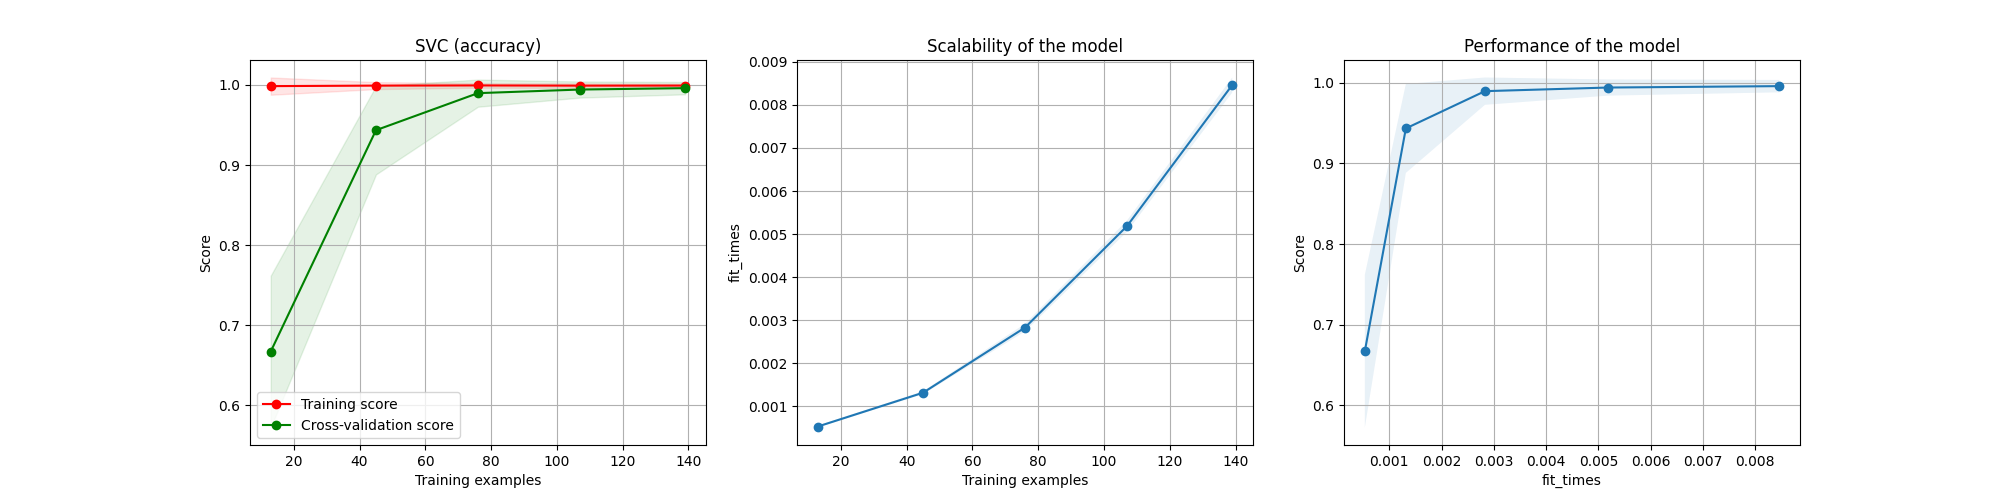 SVC (accuracy)
1.0
0.9
0.8
0.7
0.6
Score
Training score
Cross-validation score
20 40 60 80 100 120 140
Training examples
Scalability of the model
0.009
0.008
0.007
0.006
0.005
0.004
0.003
0.002
0.001
fit_times
20 40 60 80 100 120 140
Training examples
Performance of the model
1.0
0.9
0.8
0.7
0.6
Score
0.001 0.002 0.003 0.004 0.005 0.006 0.007 0.008
fit_times